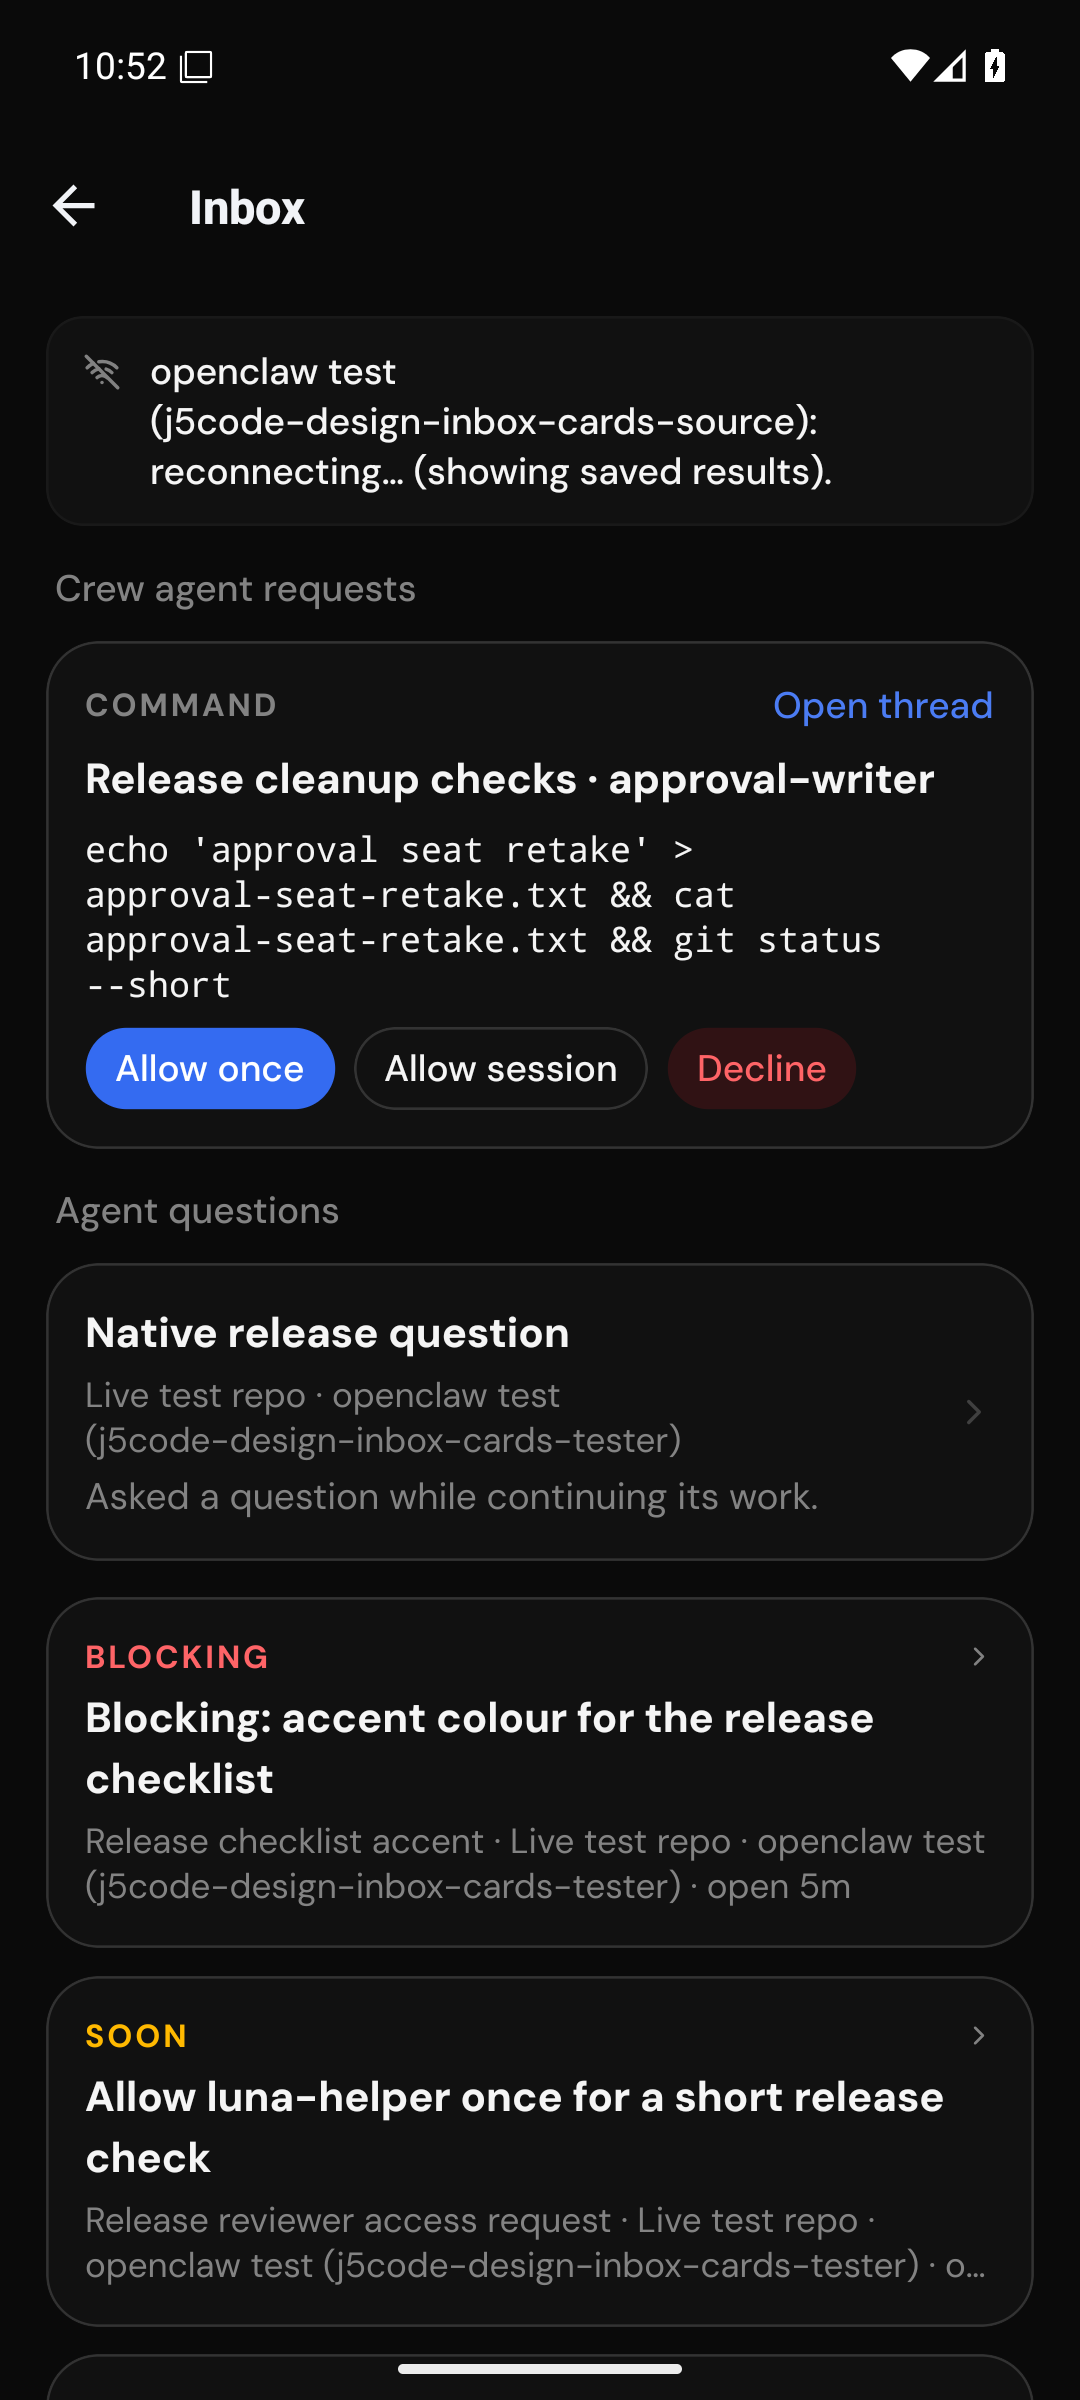 10:52
Inbox
openclaw test
(j5code-design-inbox-cards-source):
reconnecting... (showing saved results).
Crew agent requests
COMMAND
Open thread
Release cleanup checks · approval-writer
echo 'approval seat retake' >
approval-seat-retake.txt && cat
approval-seat-retake.txt && git status
--short
Allow once
Allow session
Decline
Agent questions
Native release question
Live test repo · openclaw test
(j5code-design-inbox-cards-tester)
Asked a question while continuing its work.
BLOCKING
Blocking: accent colour for the release
checklist
Release checklist accent · Live test repo · openclaw test
(j5code-design-inbox-cards-tester) · open 5m
SOON
Allow luna-helper once for a short release
check
Release reviewer access request · Live test repo ·
openclaw test (j5code-design-inbox-cards-tester) · o...